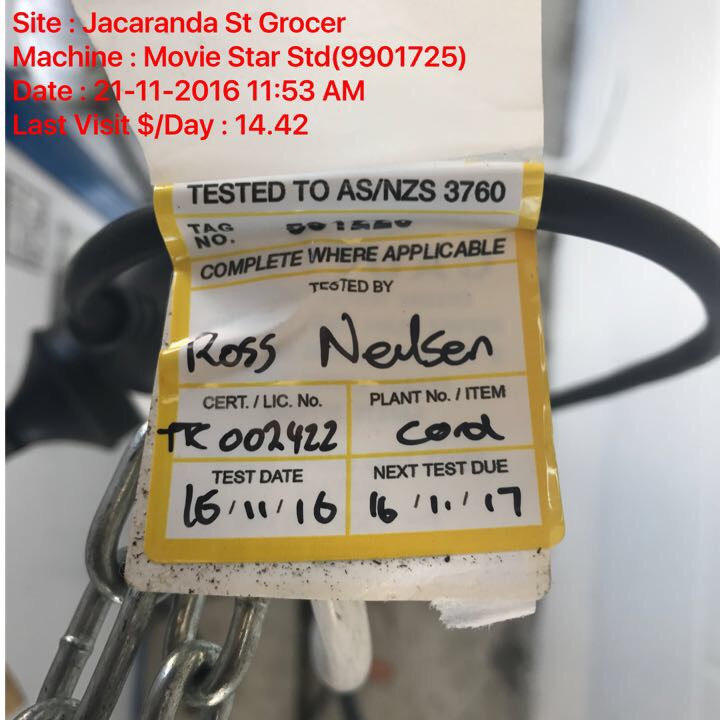 Site : Jacaranda St Grocer
Machine : Movie Star Std(9901725)
Date : 21-11-2016 11:53 AM
Last Visit $/Day : 14.42
TESTED TO AS/NZS 3760
TAG NO.
COMPLETE WHERE APPLICABLE
TESTED BY
Ross Neilsen
CERT. / LIC. No. PLANT No. / ITEM
TR 002422 cord
TEST DATE NEXT TEST DUE
16/11/16 16/11/17